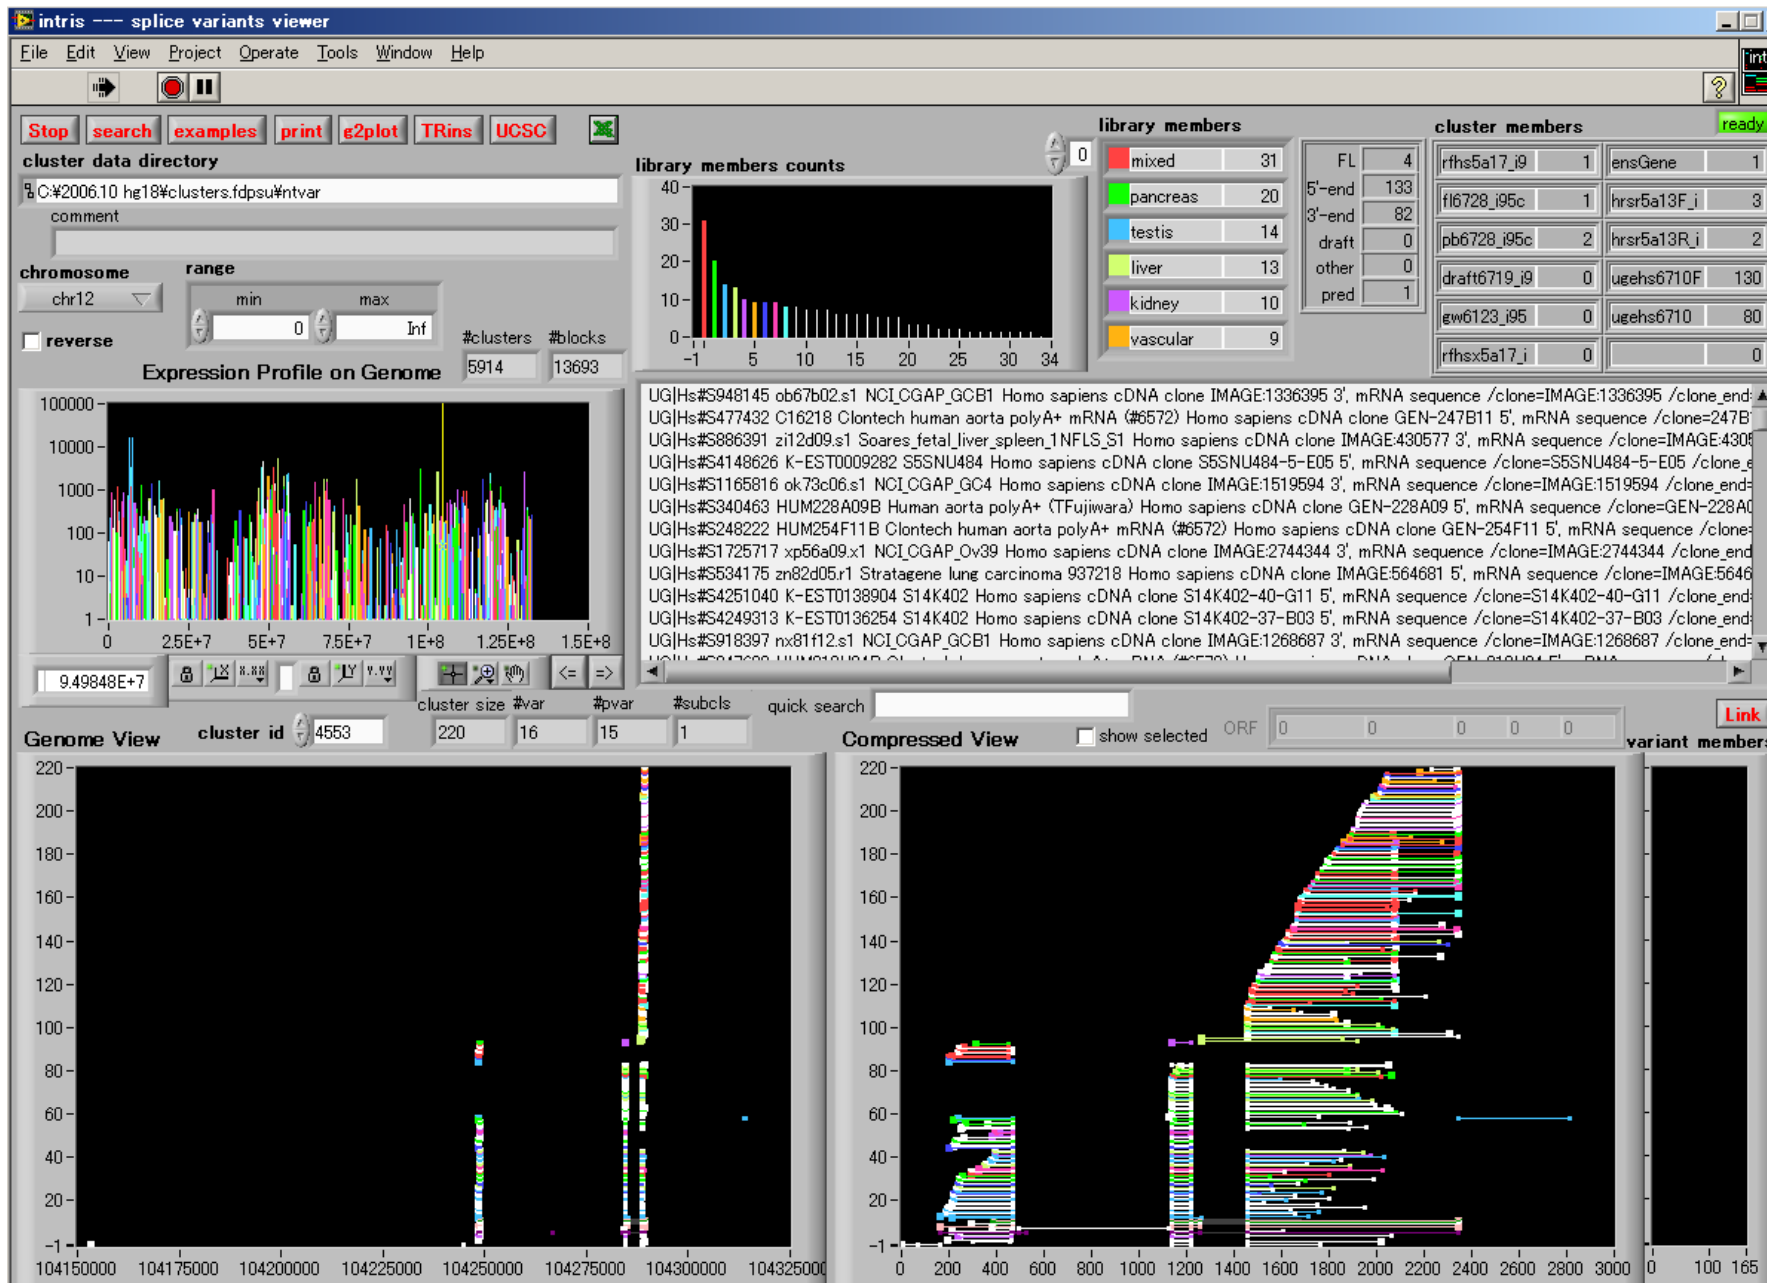 intris --- splice variants viewer
File Edit View Project Operate Tools Window Help
Stop search examples print g2plot TRins UCSC
cluster data directory
C:¥2006.10 hg18¥clusters.fdpsu¥ntvar
comment
chromosome range
chr12 min max
0 Inf
reverse
#clusters #blocks
5914 13693
library members counts
0
40
30
20
10
0
-1 5 10 15 20 25 30 34
library members
mixed 31
pancreas 20
testis 14
liver 13
kidney 10
vascular 9
FL 4
5'-end 133
3'-end 82
draft 0
other 0
pred 1
cluster members ready
rfhs5a17_i9 1 ensGene 1
fl6728_i95c 1 hrsr5a13F_i 3
pb6728_i95c 2 hrsr5a13R_i 2
draft6719_i9 0 ugehs6710F 130
gw6123_i95 0 ugehs6710 80
rfhsx5a17_i 0 0
Expression Profile on Genome
100000
10000
1000
100
10
1
0 2.5E+7 5E+7 7.5E+7 1E+8 1.25E+8 1.5E+8
9.49848E+7 X.XX Y.YY <= =>
UG|Hs#S948145 ob67b02.s1 NCI_CGAP_GCB1 Homo sapiens cDNA clone IMAGE:1336395 3', mRNA sequence /clone=IMAGE:1336395 /clone_end=
UG|Hs#S477432 C16218 Clontech human aorta polyA+ mRNA (#6572) Homo sapiens cDNA clone GEN-247B11 5', mRNA sequence /clone=247B1
UG|Hs#S886391 zi12d09.s1 Soares_fetal_liver_spleen_1NFLS_S1 Homo sapiens cDNA clone IMAGE:430577 3', mRNA sequence /clone=IMAGE:4305
UG|Hs#S4148626 K-EST0009282 S5SNU484 Homo sapiens cDNA clone S5SNU484-5-E05 5', mRNA sequence /clone=S5SNU484-5-E05 /clone_e
UG|Hs#S1165816 ok73c06.s1 NCI_CGAP_GC4 Homo sapiens cDNA clone IMAGE:1519594 3', mRNA sequence /clone=IMAGE:1519594 /clone_end=
UG|Hs#S340463 HUM228A09B Human aorta polyA+ (TFujiwara) Homo sapiens cDNA clone GEN-228A09 5', mRNA sequence /clone=GEN-228A0
UG|Hs#S248222 HUM254F11B Clontech human aorta polyA+ mRNA (#6572) Homo sapiens cDNA clone GEN-254F11 5', mRNA sequence /clone=
UG|Hs#S1725717 xp56a09.x1 NCI_CGAP_Ov39 Homo sapiens cDNA clone IMAGE:2744344 3', mRNA sequence /clone=IMAGE:2744344 /clone_end
UG|Hs#S534175 zn82d05.r1 Stratagene lung carcinoma 937218 Homo sapiens cDNA clone IMAGE:564681 5', mRNA sequence /clone=IMAGE:5646
UG|Hs#S4251040 K-EST0138904 S14K402 Homo sapiens cDNA clone S14K402-40-G11 5', mRNA sequence /clone=S14K402-40-G11 /clone_end=
UG|Hs#S4249313 K-EST0136254 S14K402 Homo sapiens cDNA clone S14K402-37-B03 5', mRNA sequence /clone=S14K402-37-B03 /clone_end=
UG|Hs#S918397 nx81f12.s1 NCI_CGAP_GCB1 Homo sapiens cDNA clone IMAGE:1268687 3', mRNA sequence /clone=IMAGE:1268687 /clone_end=
cluster size #var #pvar #subcls quick search
Genome View cluster id 4553 220 16 15 1
Compressed View show selected ORF 0 0 0 0 0 Link
variant members
220
200
180
160
140
120
100
80
60
40
20
-1
104150000 104175000 104200000 104225000 104250000 104275000 104300000 104325000
220
200
180
160
140
120
100
80
60
40
20
-1
0 200 400 600 800 1000 1200 1400 1600 1800 2000 2200 2400 2600 2800 3000
0 100 165